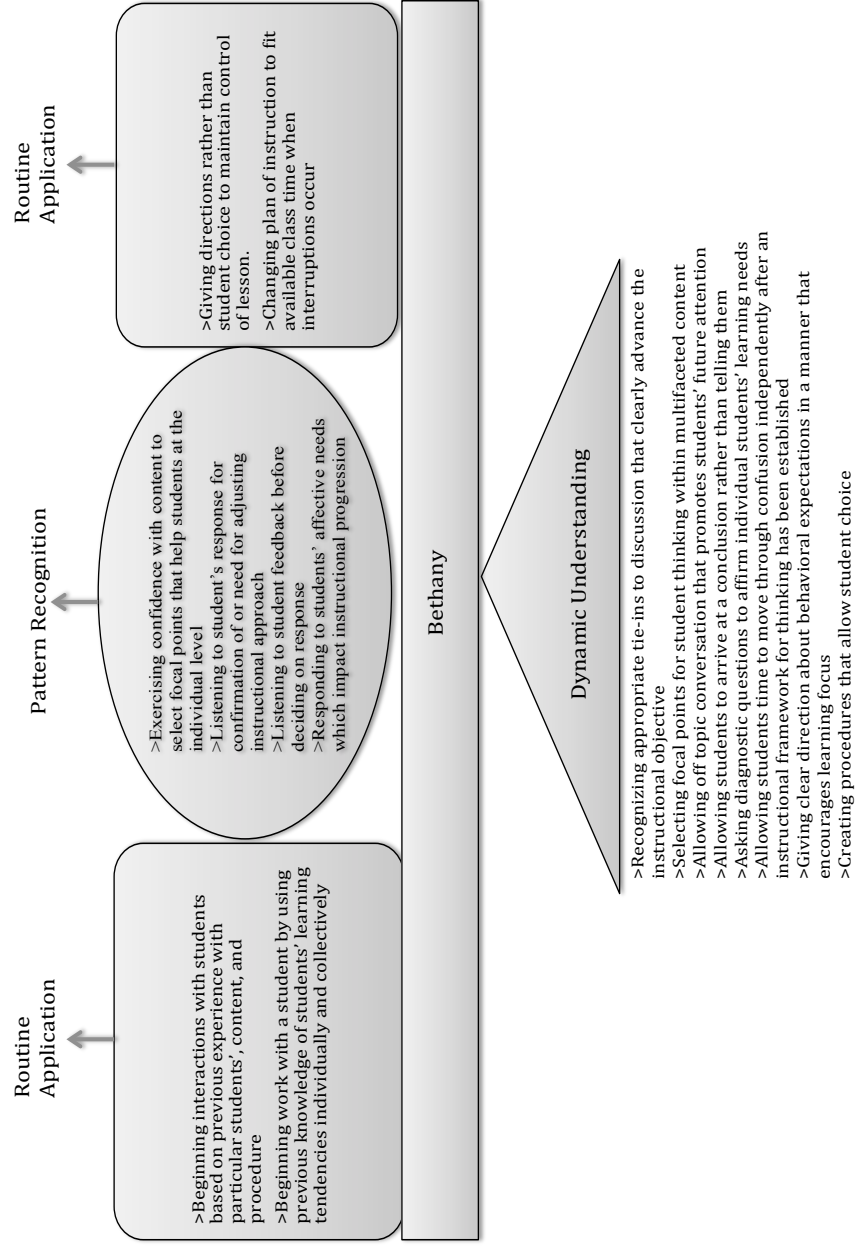 Routine
Application
>Beginning interactions with students
based on previous experience with
particular students’, content, and
procedure
>Beginning work with a student by using
previous knowledge of students’ learning
tendencies individually and collectively
Pattern Recognition
>Exercising confidence with content to
select focal points that help students at the
individual level
>Listening to student’s response for
confirmation of or need for adjusting
instructional approach
>Listening to student feedback before
deciding on response
>Responding to students’ affective needs
which impact instructional progression
Routine
Application
>Giving directions rather than
student choice to maintain control
of lesson.
>Changing plan of instruction to fit
available class time when
interruptions occur
Bethany
Dynamic Understanding
>Recognizing appropriate tie-ins to discussion that clearly advance the
instructional objective
>Selecting focal points for student thinking within multifaceted content
>Allowing off topic conversation that promotes students’ future attention
>Allowing students to arrive at a conclusion rather than telling them
>Asking diagnostic questions to affirm individual students’ learning needs
>Allowing students time to move through confusion independently after an
instructional framework for thinking has been established
>Giving clear direction about behavioral expectations in a manner that
encourages learning focus
>Creating procedures that allow student choice